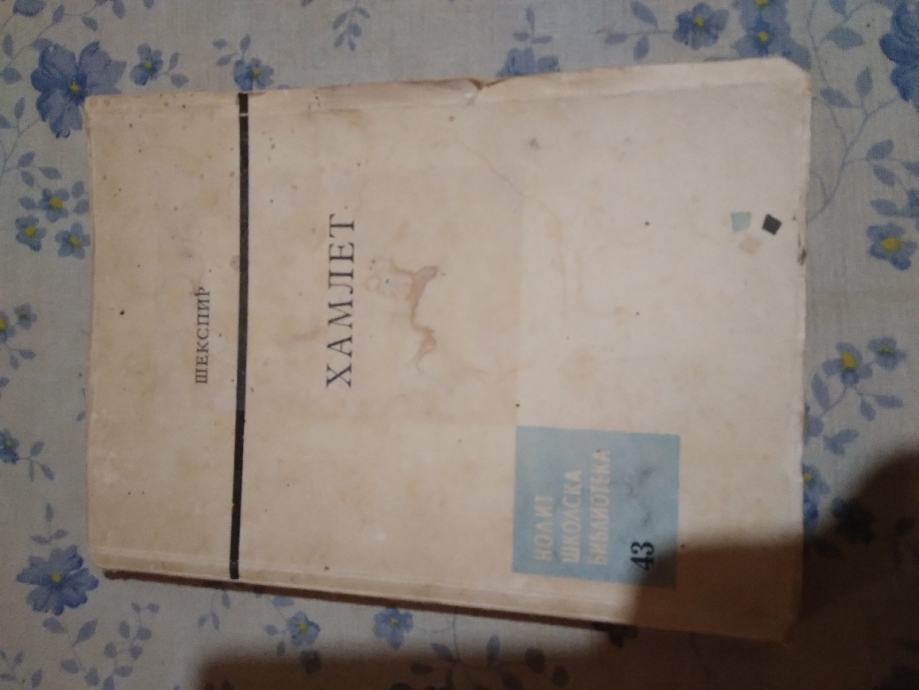 ШЕКСПИР
ХАМЛЕТ
НОЛИТ
ШКОЛСКА
БИБЛИОТЕКА
43